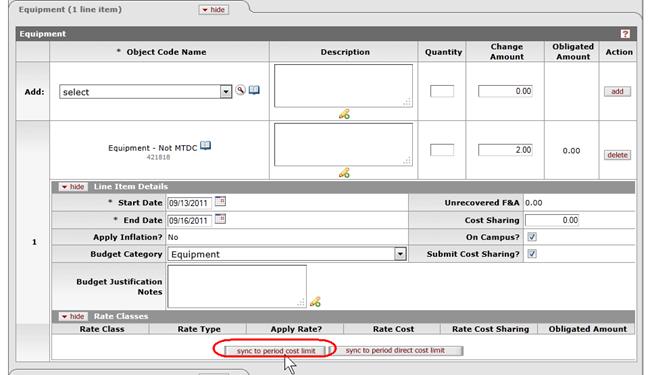 Equipment (1 line item) hide
Equipment ?
* Object Code Name Description Quantity Change Amount Obligated Amount Action
Add: select 0.00 add
1 Equipment - Not MTDC 421818 2.00 0.00 delete
hide Line Item Details
* Start Date 09/13/2011 Unrecovered F&A 0.00
* End Date 09/16/2011 Cost Sharing 0.00
Apply Inflation? No On Campus?
Budget Category Equipment Submit Cost Sharing?
Budget Justification Notes
hide Rate Classes
Rate Class Rate Type Apply Rate? Rate Cost Rate Cost Sharing Obligated Amount
sync to period cost limit sync to period direct cost limit